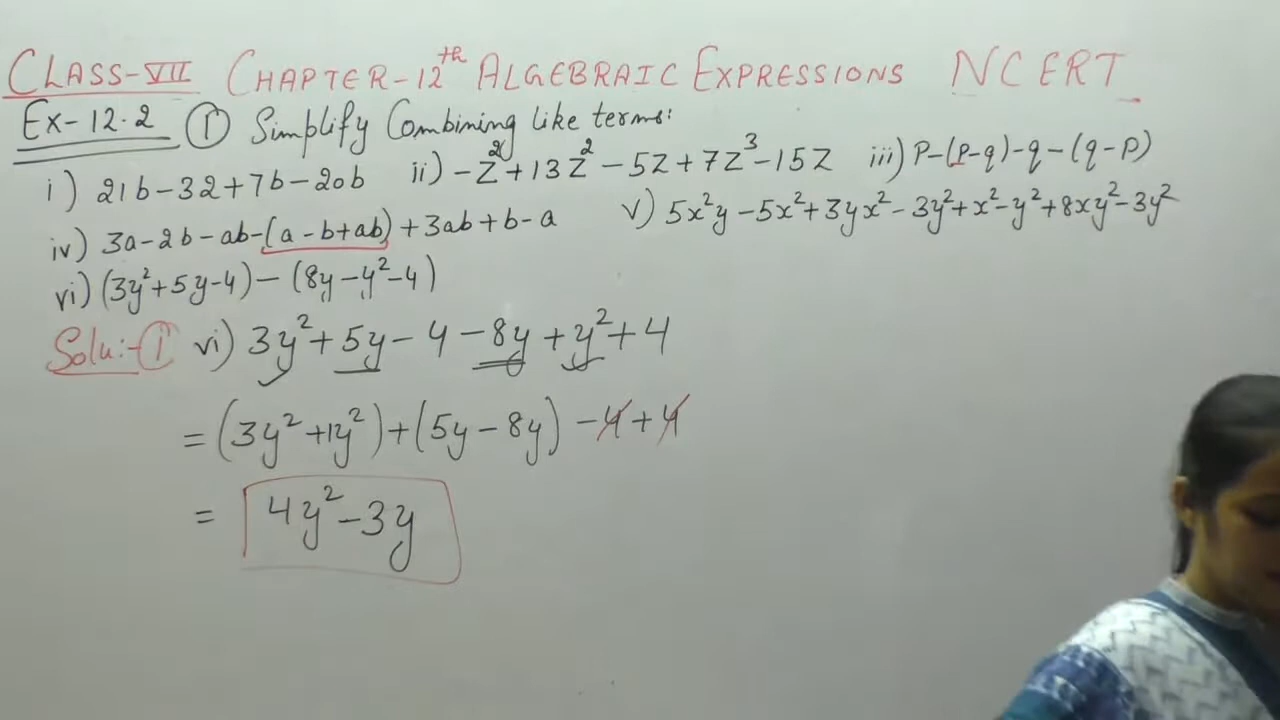 CLASS-VII CHAPTER-12th ALGEBRAIC EXPRESSIONS NCERT
Ex-12.2 ① Simplify Combining like terms:
i) 21b-32+7b-20b ii) -z²+13z²-5z+7z³-15z iii) p-(p-q)-q-(q-p)
iv) 3a-2b-ab-(a-b+ab)+3ab+b-a v) 5x²y-5x²+3yx²-3y²+x²-y²+8xy²-3y²
vi) (3y²+5y-4)-(8y-y²-4)
Solu:-① vi) 3y²+5y-4-8y+y²+4
=(3y²+1y²)+(5y-8y)-4+4
= 4y²-3y